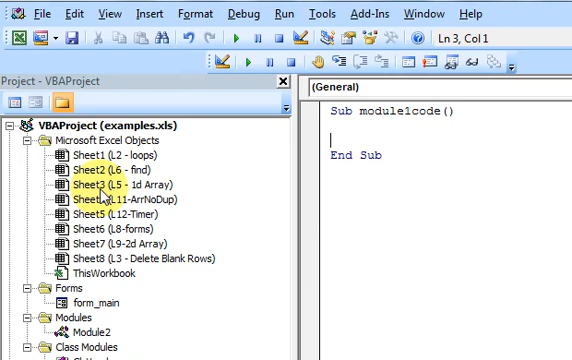 File Edit View Insert Format Debug Run Tools Add-Ins Window Help
Ln 3, Col 1
Project - VBAProject
(General)
VBAProject (examples.xls)
Sub module1code()
Microsoft Excel Objects
Sheet1 (L2 - loops)
End Sub
Sheet2 (L6 - find)
Sheet3 (L5 - 1d Array)
(L11-ArrNoDup)
Sheet5 (L12-Timer)
Sheet6 (L8-forms)
Sheet7 (L9-2d Array)
Sheet8 (L3 - Delete Blank Rows)
ThisWorkbook
Forms
form_main
Modules
Module2
Class Modules